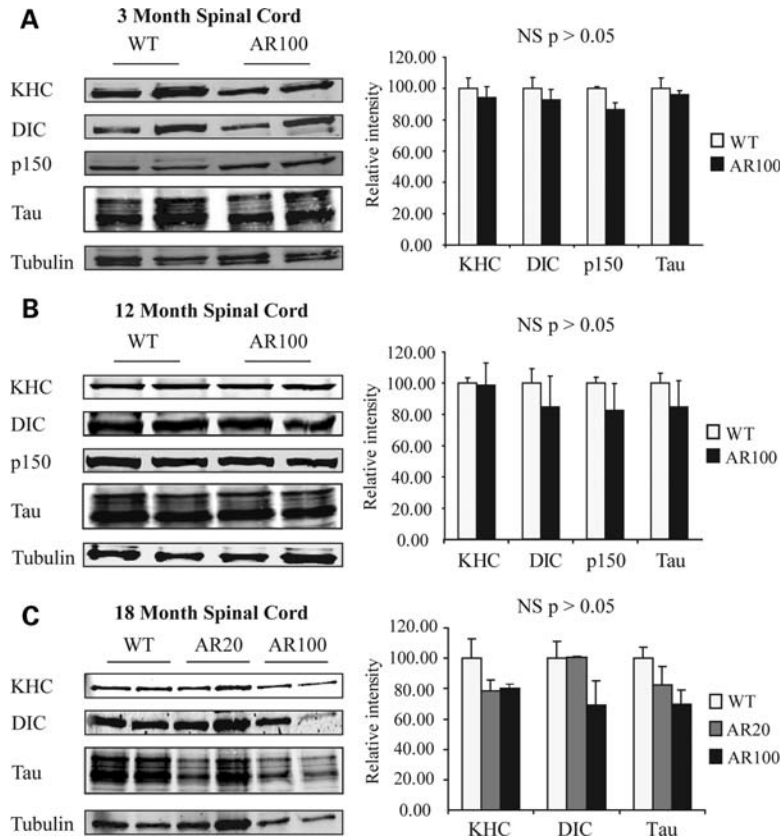 A
3 Month Spinal Cord
WT AR100
KHC
DIC
p150
Tau
Tubulin
NS p > 0.05
Relative intensity
120.00
100.00
80.00
60.00
40.00
20.00
0.00
KHC DIC p150 Tau
WT
AR100
B
12 Month Spinal Cord
WT AR100
KHC
DIC
p150
Tau
Tubulin
NS p > 0.05
Relative intensity
120.00
100.00
80.00
60.00
40.00
20.00
0.00
KHC DIC p150 Tau
WT
AR100
C
18 Month Spinal Cord
WT AR20 AR100
KHC
DIC
Tau
Tubulin
NS p > 0.05
Relative intensity
120.00
100.00
80.00
60.00
40.00
20.00
0.00
KHC DIC Tau
WT
AR20
AR100